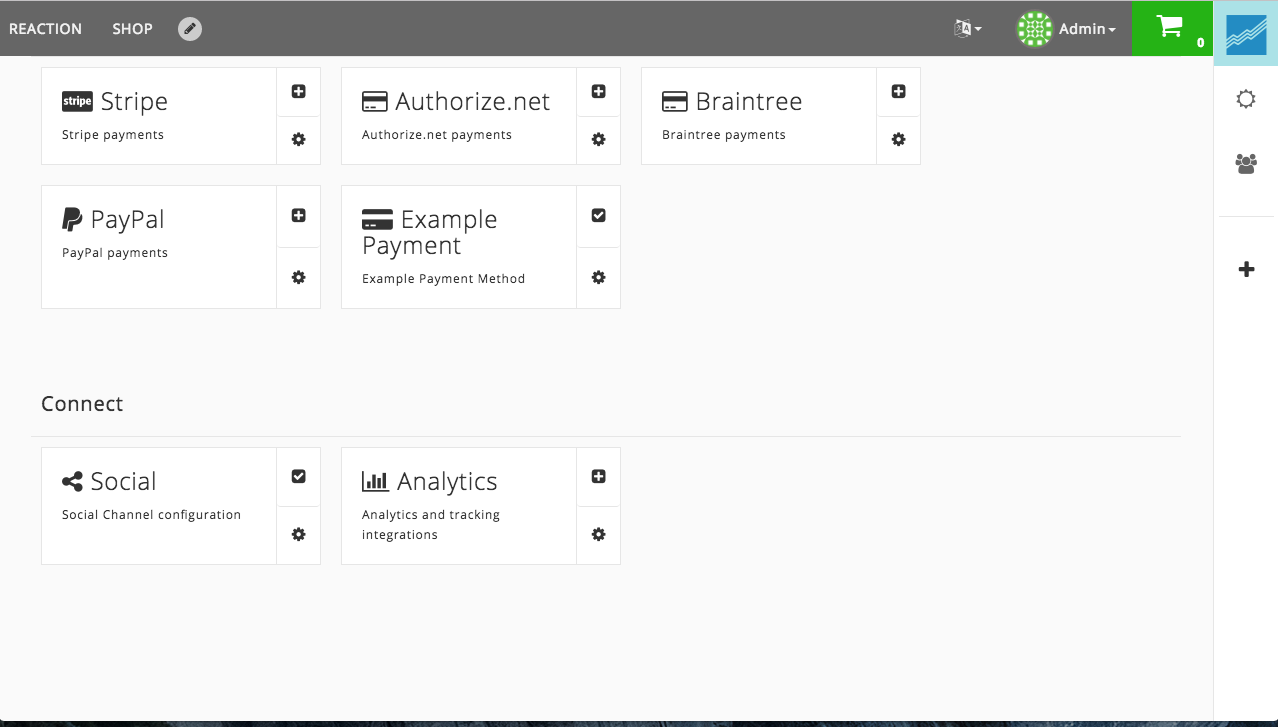 REACTION SHOP Admin 0
stripe Stripe
Stripe payments
Authorize.net
Authorize.net payments
Braintree
Braintree payments
PayPal
PayPal payments
Example
Payment
Example Payment Method
Connect
Social
Social Channel configuration
Analytics
Analytics and tracking
integrations